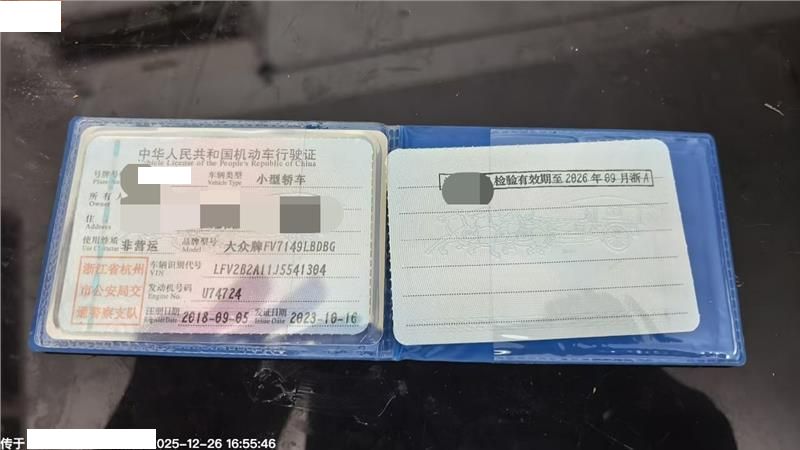 中华人民共和国机动车行驶证
Vehicle License of the People's Republic of China
号牌号
车辆类型
Vehicle Type
小型轿车
所有人
Owner
住
Address
使用性质
Use Character
非营运
品牌型号
Model
大众牌FV7149LBDBG
浙江省杭州
市公安局交
通警察支队
车辆识别代号
VIN
LFV2B2A11J5541304
发动机号码
Engine No.
U74724
注册日期
Register Date
2018-09-05
发证日期
Issue Date
2023-10-16
检验有效期至2026年09月浙A
传于
025-12-26 16:55:46